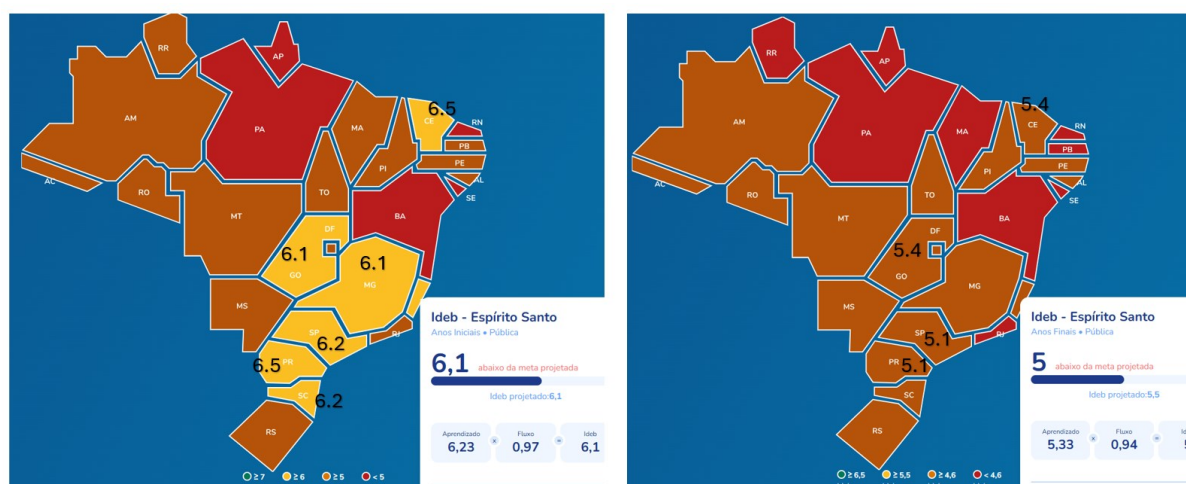 RR
AP
AM
PA
MA
6.5
CE
RN
PB
PE
PI
AL
SE
AC
RO
TO
MT
BA
DF
6.1
GO
6.1
MG
MS
SP
6.2
RJ
6.5
PR
SC
6.2
RS
≥ 7
≥ 6
≥ 5
< 5
Ideb - Espírito Santo
Anos Iniciais • Pública
6,1 abaixo da meta projetada
Ideb projetado:6,1
Aprendizado Fluxo Ideb
6,23 x 0,97 = 6,1
RR
AP
AM
PA
MA
5.4
CE
RN
PB
PE
PI
AL
SE
AC
RO
TO
MT
BA
DF
5.4
GO
MG
MS
SP
5.1
RJ
PR
5.1
SC
RS
≥ 6,5
≥ 5,5
≥ 4,6
< 4,6
Ideb - Espírito Santo
Anos Finais • Pública
5 abaixo da meta projetada
Ideb projetado:5,5
Aprendizado Fluxo
5,33 x 0,94 =